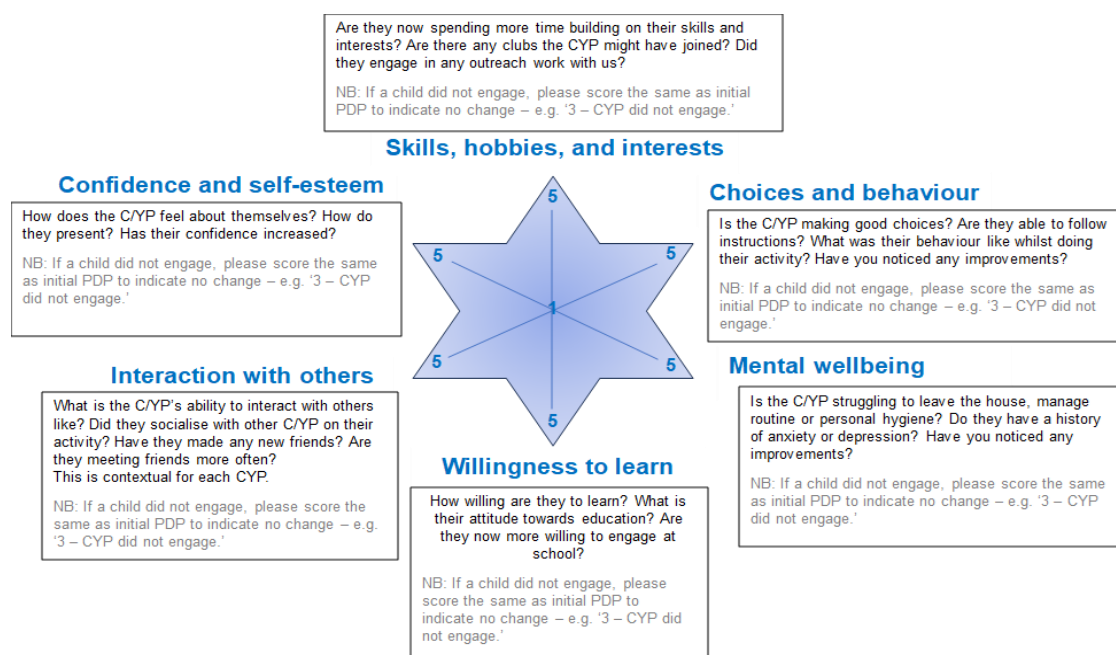 Are they now spending more time building on their skills and
interests? Are there any clubs the CYP might have joined? Did
they engage in any outreach work with us?
NB: If a child did not engage, please score the same as initial
PDP to indicate no change – e.g. ‘3 – CYP did not engage.’
Skills, hobbies, and interests
Confidence and self-esteem
How does the C/YP feel about themselves? How do
they present? Has their confidence increased?
NB: If a child did not engage, please score the same
as initial PDP to indicate no change – e.g. ‘3 – CYP
did not engage.’
Choices and behaviour
Is the C/YP making good choices? Are they able to follow
instructions? What was their behaviour like whilst doing
their activity? Have you noticed any improvements?
NB: If a child did not engage, please score the same as
initial PDP to indicate no change – e.g. ‘3 – CYP did not
engage.’
5
5
5
1
5
5
5
Interaction with others
What is the C/YP’s ability to interact with others
like? Did they socialise with other C/YP on their
activity? Have they made any new friends? Are
they meeting friends more often?
This is contextual for each CYP.
NB: If a child did not engage, please score the
same as initial PDP to indicate no change – e.g.
‘3 – CYP did not engage.’
Mental wellbeing
Is the C/YP struggling to leave the house, manage
routine or personal hygiene? Do they have a history
of anxiety or depression? Have you noticed any
improvements?
NB: If a child did not engage, please score the same
as initial PDP to indicate no change – e.g. ‘3 – CYP
did not engage.’
Willingness to learn
How willing are they to learn? What is
their attitude towards education? Are
they now more willing to engage at
school?
NB: If a child did not engage, please
score the same as initial PDP to
indicate no change – e.g. ‘3 – CYP did
not engage.’